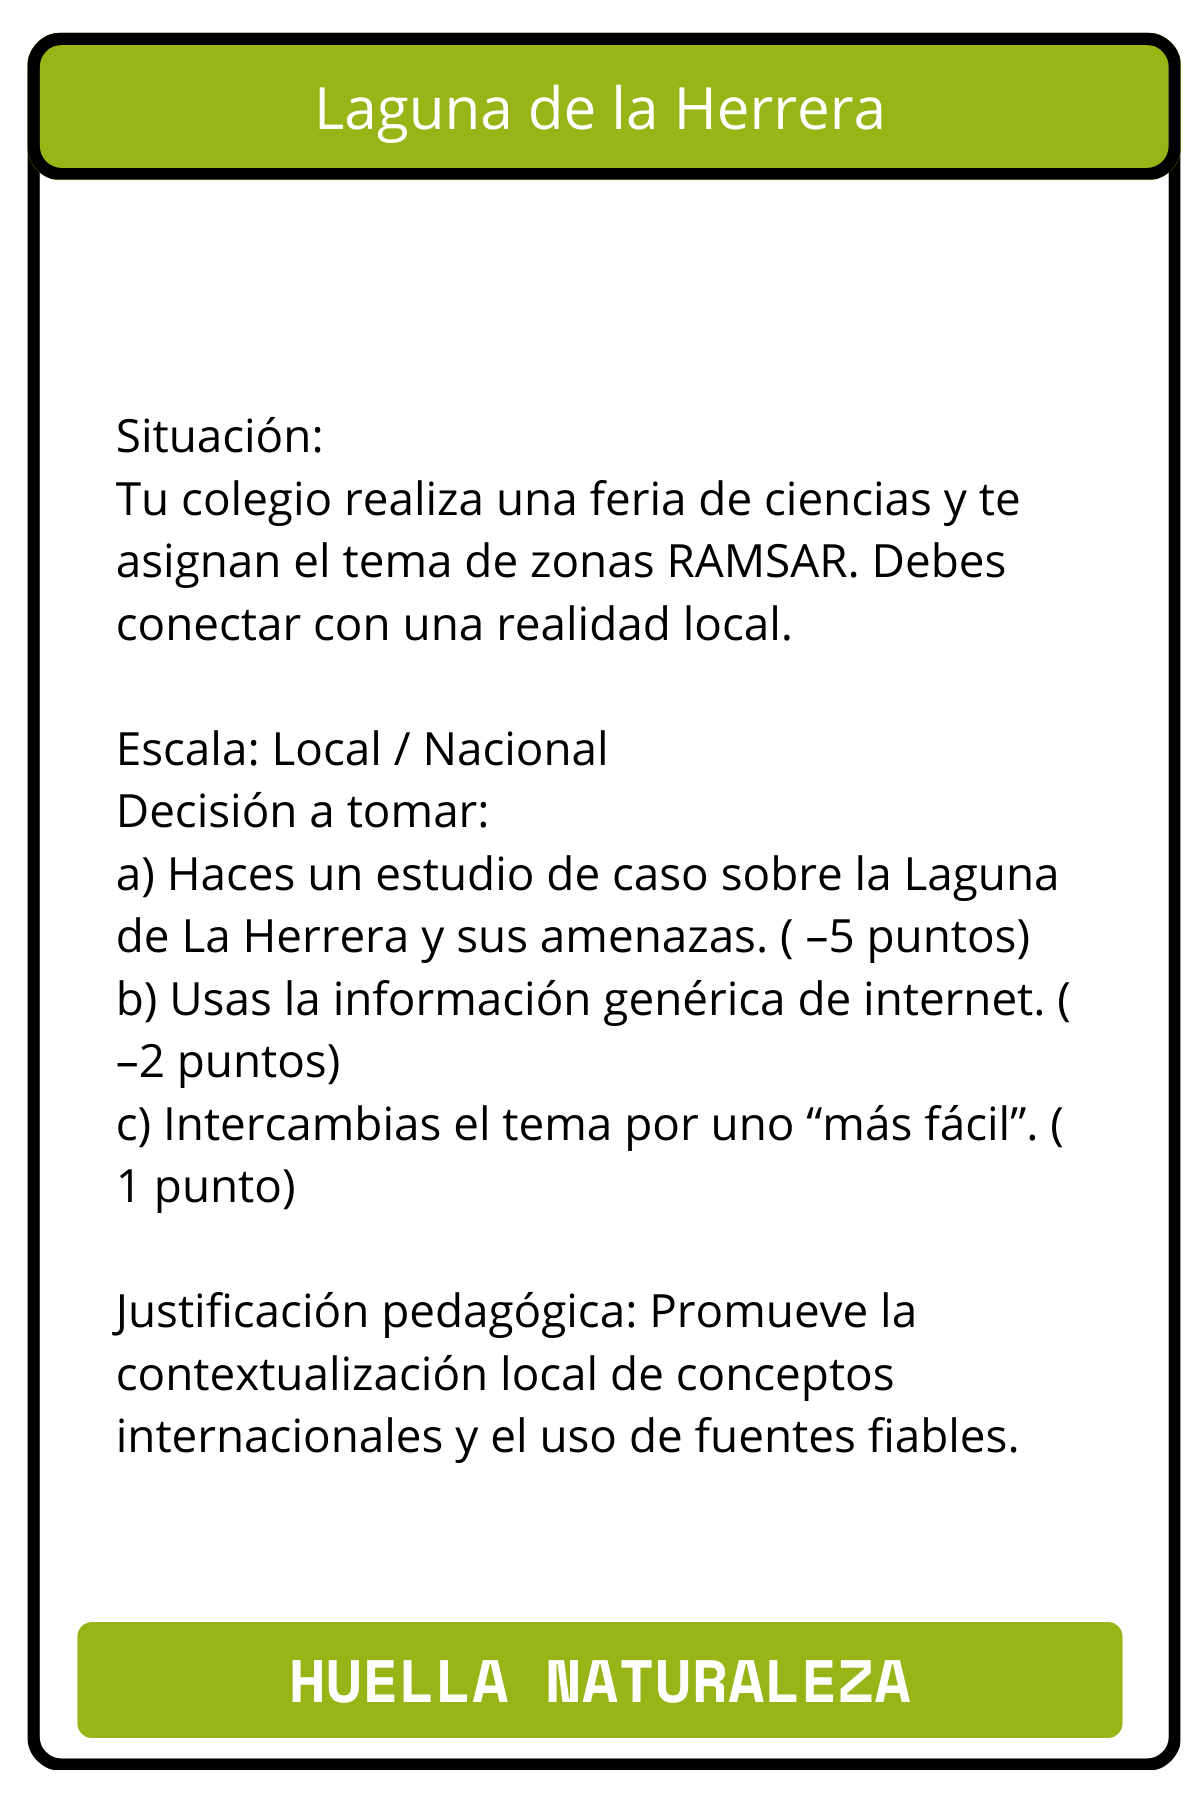 Laguna de la Herrera
Situación:
Tu colegio realiza una feria de ciencias y te
asignan el tema de zonas RAMSAR. Debes
conectar con una realidad local.
Escala: Local / Nacional
Decisión a tomar:
a) Haces un estudio de caso sobre la Laguna
de La Herrera y sus amenazas. ( –5 puntos)
b) Usas la información genérica de internet. (
–2 puntos)
c) Intercambias el tema por uno “más fácil”. (
1 punto)
Justificación pedagógica: Promueve la
contextualización local de conceptos
internacionales y el uso de fuentes fiables.
HUELLA NATURALEZA